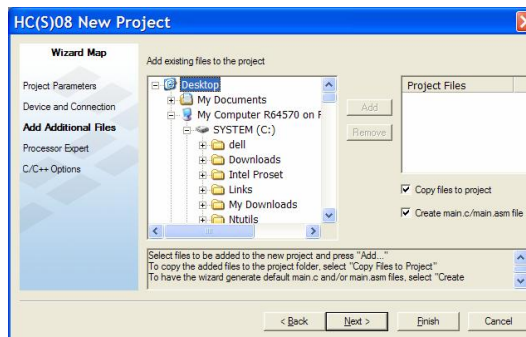 HC(S)08 New Project
Wizard Map
Project Parameters
Device and Connection
Add Additional Files
Processor Expert
C/C++ Options
Add existing files to the project
Desktop
My Documents
My Computer R64570 on F
SYSTEM (C:)
dell
Downloads
Intel Proset
Links
My Downloads
Ntutils
Add
Remove
Project Files
Copy files to project
Create main.c/main.asm file
Select files to be added to the new project and press "Add..."
To copy the added files to the project folder, select "Copy Files to Project"
To have the wizard generate default main.c and/or main.asm files, select "Create
< Back
Next >
Finish
Cancel